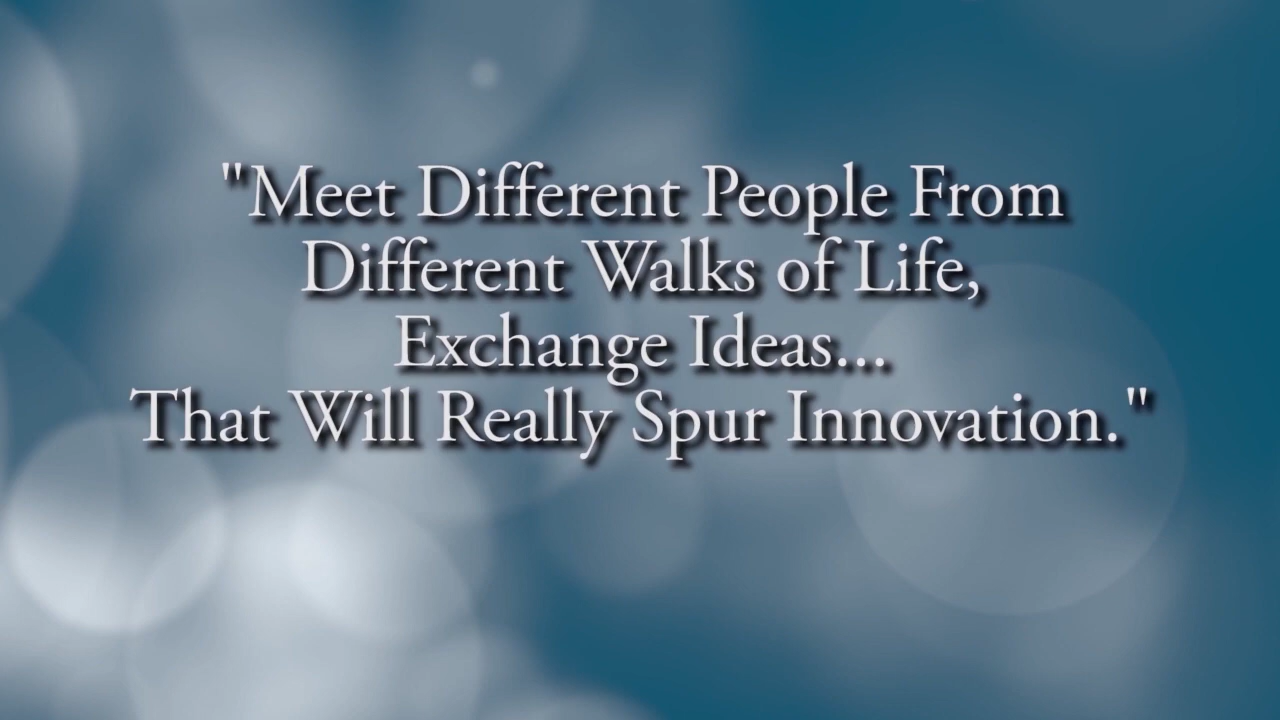 "Meet Different People From
Different Walks of Life,
Exchange Ideas...
That Will Really Spur Innovation."